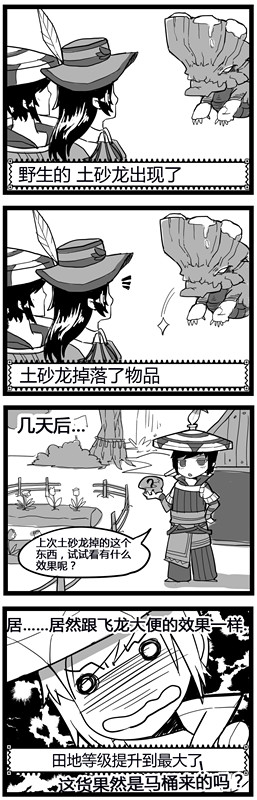 野生的 土砂龙出现了
土砂龙掉落了物品
几天后...
?
上次土砂龙掉的这个
东西，试试看有什么
效果呢？
居……居然跟飞龙大便的效果一样
田地等级提升到最大了
这货果然是马桶来的吗？